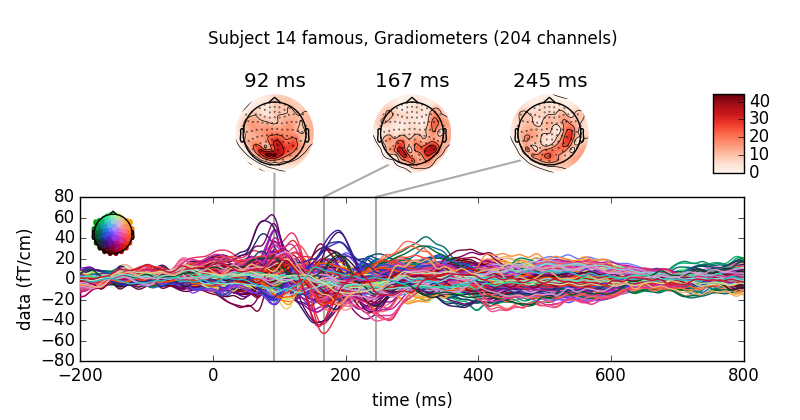 Subject 14 famous, Gradiometers (204 channels)
92 ms 167 ms 245 ms
40
30
20
10
0
80
60
40
20
0
−20
−40
−60
−80
data (fT/cm)
−200 0 200 400 600 800
time (ms)